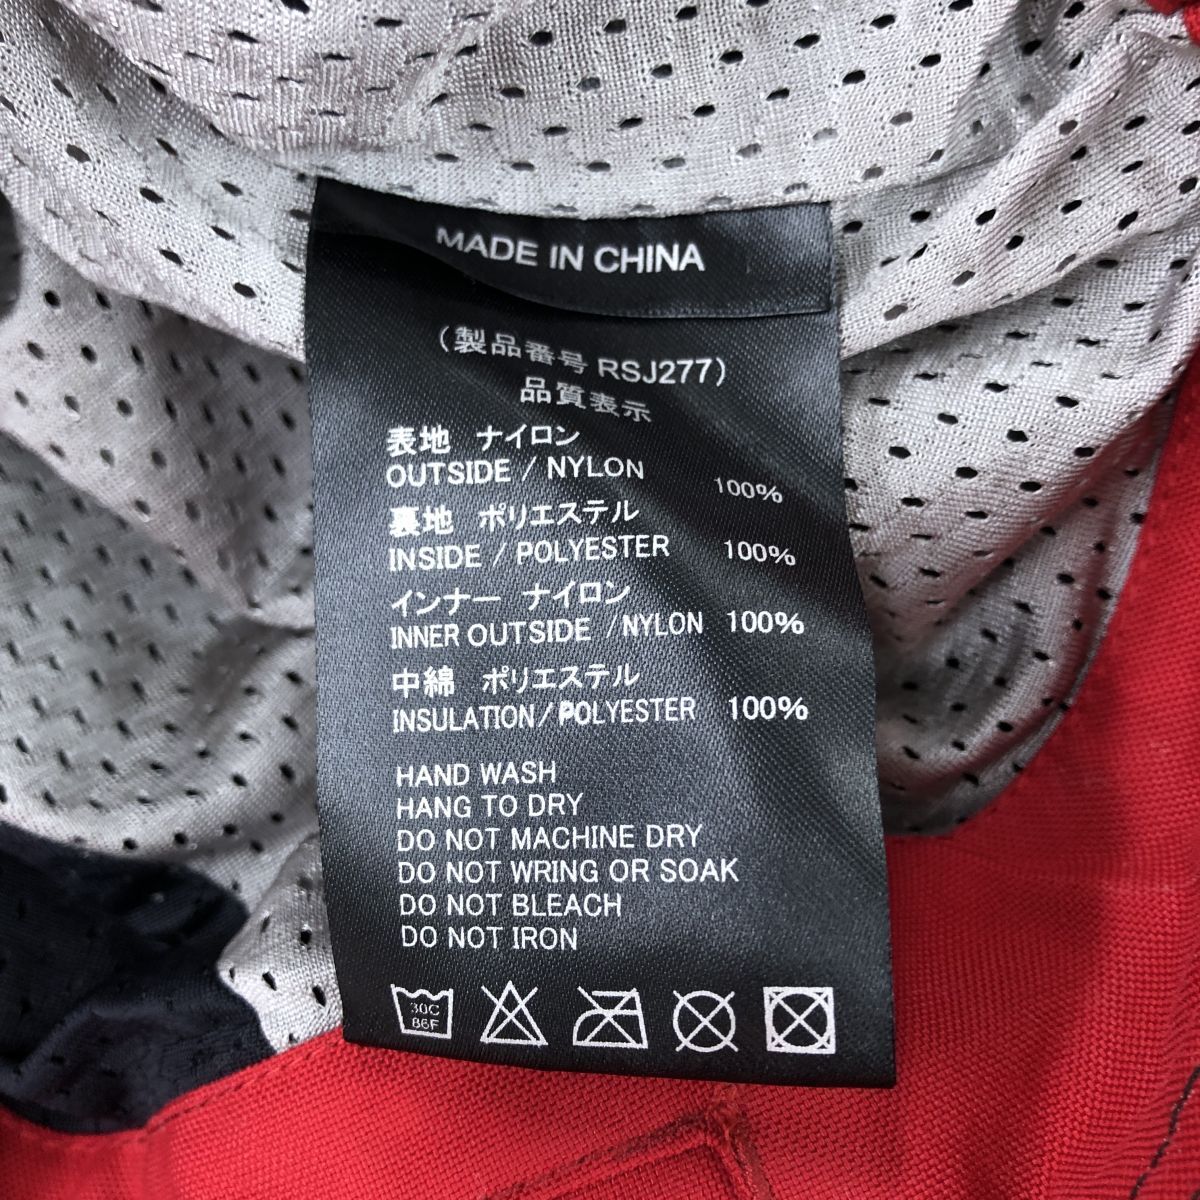 MADE IN CHINA
(製品番号 RSJ277)
品質表示
表地 ナイロン
OUTSIDE / NYLON 100%
裏地 ポリエステル
INSIDE / POLYESTER 100%
インナー ナイロン
INNER OUTSIDE /NYLON 100%
中綿 ポリエステル
INSULATION/POLYESTER 100%
HAND WASH
HANG TO DRY
DO NOT MACHINE DRY
DO NOT WRING OR SOAK
DO NOT BLEACH
DO NOT IRON
30C
86F